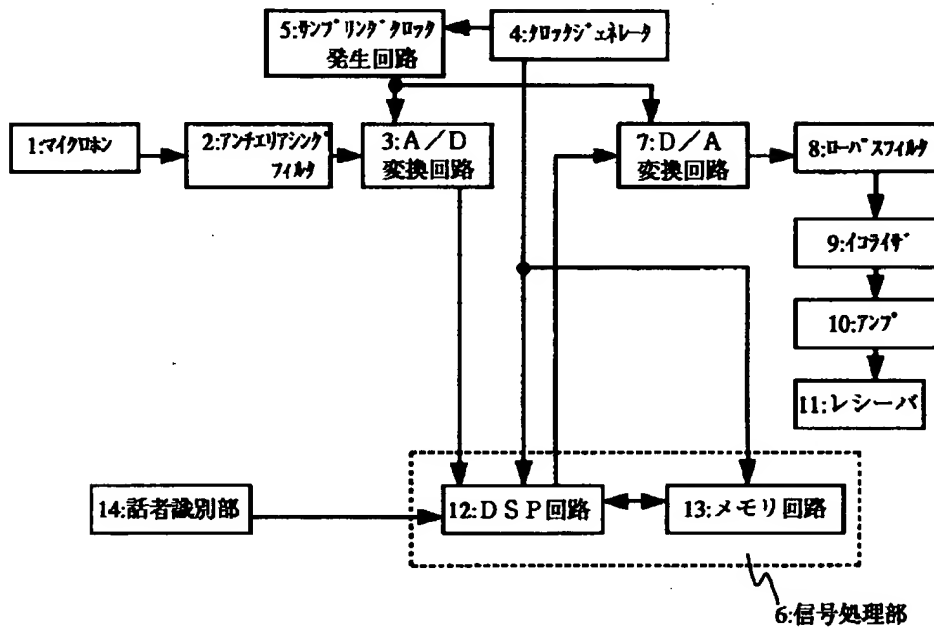 5:ｻﾝﾌﾟﾘﾝｸﾞｸﾛｯｸ
発生回路
4:ｸﾛｯｸｼﾞｪﾈﾚｰﾀ
1:ﾏｲｸﾛﾎﾝ
2:ｱﾝﾁｴﾘｱｼﾝｸﾞ
ﾌｨﾙﾀ
3:Ａ／Ｄ
変換回路
7:Ｄ／Ａ
変換回路
8:ﾛｰﾊﾟｽﾌｨﾙﾀ
9:ｲｺﾗｲｻﾞ
10:ｱﾝﾌﾟ
11:レシーバ
14:話者識別部
12:ＤＳＰ回路
13:メモリ回路
6:信号処理部